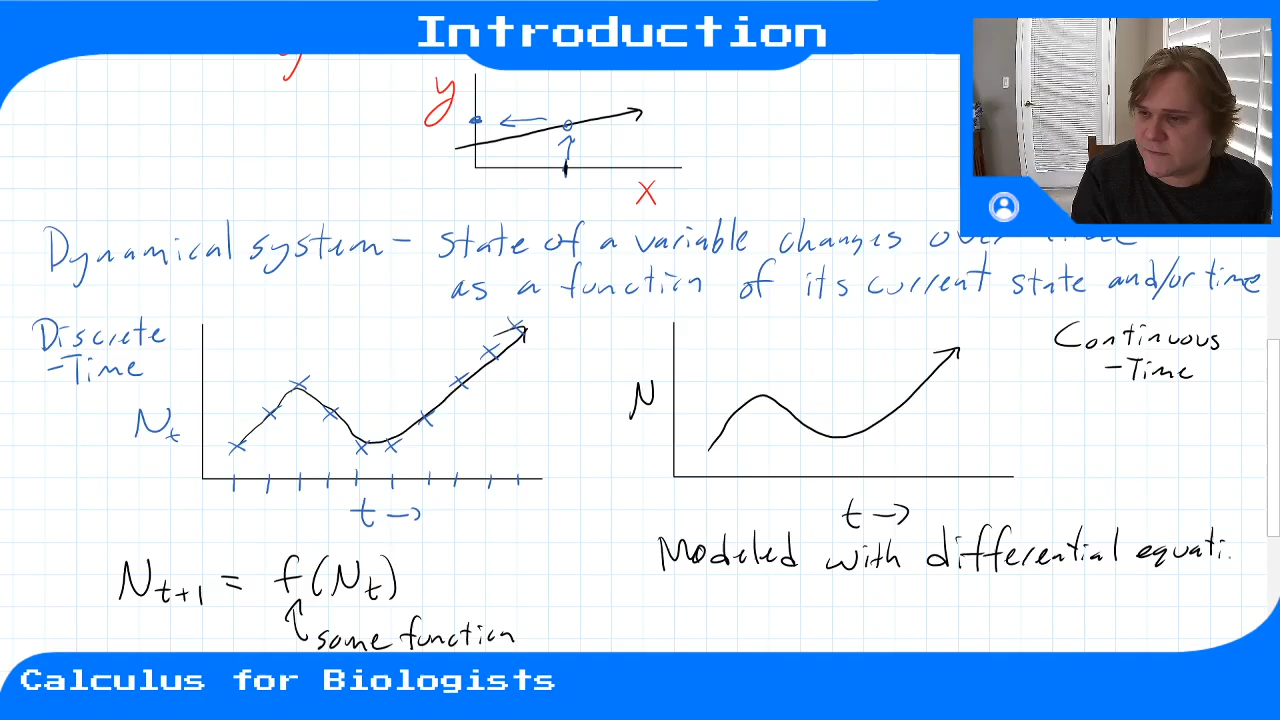 Introduction
y
y
x
Dynamical system- state of a variable changes over time
as a function of its current state and/or time
Discrete
-Time
Nt
t →
Nt+1 = f(Nt)
some function
Continuous
-Time
N
t →
Modeled with differential equati
Calculus for Biologists